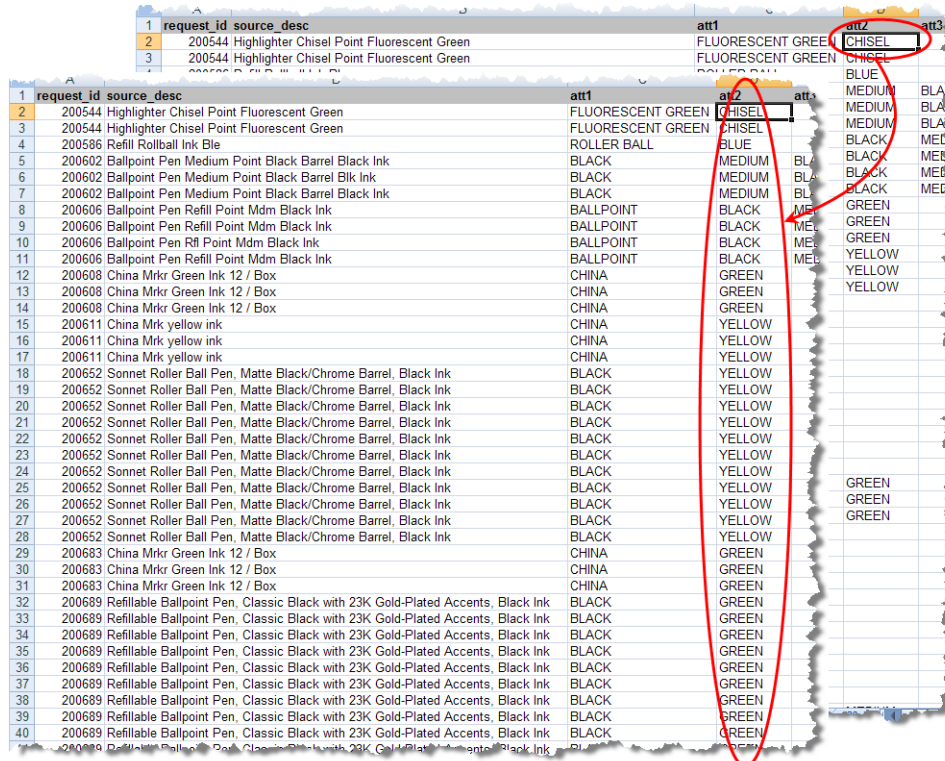 1 request_id source_desc att1 att2 att3
2 200544 Highlighter Chisel Point Fluorescent Green FLUORESCENT GREEN CHISEL
3 200544 Highlighter Chisel Point Fluorescent Green FLUORESCENT GREEN CHISEL
BLUE
MEDIUM BLA
MEDIUM BLA
MEDIUM BLA
BLACK MED
BLACK MED
BLACK MED
BLACK MED
GREEN
GREEN
GREEN
YELLOW
YELLOW
YELLOW
GREEN
GREEN
GREEN
1 request_id source_desc att1 att2 att3
2 200544 Highlighter Chisel Point Fluorescent Green FLUORESCENT GREEN CHISEL
3 200544 Highlighter Chisel Point Fluorescent Green FLUORESCENT GREEN CHISEL
4 200586 Refill Rollball Ink Ble ROLLER BALL BLUE
5 200602 Ballpoint Pen Medium Point Black Barrel Black Ink BLACK MEDIUM BLA
6 200602 Ballpoint Pen Medium Point Black Barrel Blk Ink BLACK MEDIUM BLA
7 200602 Ballpoint Pen Medium Point Black Barrel Black Ink BLACK MEDIUM BL
8 200606 Ballpoint Pen Refill Point Mdm Black Ink BALLPOINT BLACK ME
9 200606 Ballpoint Pen Refill Point Mdm Black Ink BALLPOINT BLACK MED
10 200606 Ballpoint Pen Rfl Point Mdm Black Ink BALLPOINT BLACK ME
11 200606 Ballpoint Pen Refill Point Mdm Black Ink BALLPOINT BLACK ME
12 200608 China Mrkr Green Ink 12 / Box CHINA GREEN
13 200608 China Mrkr Green Ink 12 / Box CHINA GREEN
14 200608 China Mrkr Green Ink 12 / Box CHINA GREEN
15 200611 China Mrk yellow ink CHINA YELLOW
16 200611 China Mrk yellow ink CHINA YELLOW
17 200611 China Mrk yellow ink CHINA YELLOW
18 200652 Sonnet Roller Ball Pen, Matte Black/Chrome Barrel, Black Ink BLACK YELLOW
19 200652 Sonnet Roller Ball Pen, Matte Black/Chrome Barrel, Black Ink BLACK YELLOW
20 200652 Sonnet Roller Ball Pen, Matte Black/Chrome Barrel, Black Ink BLACK YELLOW
21 200652 Sonnet Roller Ball Pen, Matte Black/Chrome Barrel, Black Ink BLACK YELLOW
22 200652 Sonnet Roller Ball Pen, Matte Black/Chrome Barrel, Black Ink BLACK YELLOW
23 200652 Sonnet Roller Ball Pen, Matte Black/Chrome Barrel, Black Ink BLACK YELLOW
24 200652 Sonnet Roller Ball Pen, Matte Black/Chrome Barrel, Black Ink BLACK YELLOW
25 200652 Sonnet Roller Ball Pen, Matte Black/Chrome Barrel, Black Ink BLACK YELLOW
26 200652 Sonnet Roller Ball Pen, Matte Black/Chrome Barrel, Black Ink BLACK YELLOW
27 200652 Sonnet Roller Ball Pen, Matte Black/Chrome Barrel, Black Ink BLACK YELLOW
28 200652 Sonnet Roller Ball Pen, Matte Black/Chrome Barrel, Black Ink BLACK YELLOW
29 200683 China Mrkr Green Ink 12 / Box CHINA GREEN
30 200683 China Mrkr Green Ink 12 / Box CHINA GREEN
31 200683 China Mrkr Green Ink 12 / Box CHINA GREEN
32 200689 Refillable Ballpoint Pen, Classic Black with 23K Gold-Plated Accents, Black Ink BLACK GREEN
33 200689 Refillable Ballpoint Pen, Classic Black with 23K Gold-Plated Accents, Black Ink BLACK GREEN
34 200689 Refillable Ballpoint Pen, Classic Black with 23K Gold-Plated Accents, Black Ink BLACK GREEN
35 200689 Refillable Ballpoint Pen, Classic Black with 23K Gold-Plated Accents, Black Ink BLACK GREEN
36 200689 Refillable Ballpoint Pen, Classic Black with 23K Gold-Plated Accents, Black Ink BLACK GREEN
37 200689 Refillable Ballpoint Pen, Classic Black with 23K Gold-Plated Accents, Black Ink BLACK GREEN
38 200689 Refillable Ballpoint Pen, Classic Black with 23K Gold-Plated Accents, Black Ink BLACK GREEN
39 200689 Refillable Ballpoint Pen, Classic Black with 23K Gold-Plated Accents, Black Ink BLACK GREEN
40 200689 Refillable Ballpoint Pen, Classic Black with 23K Gold-Plated Accents, Black Ink BLACK GREEN